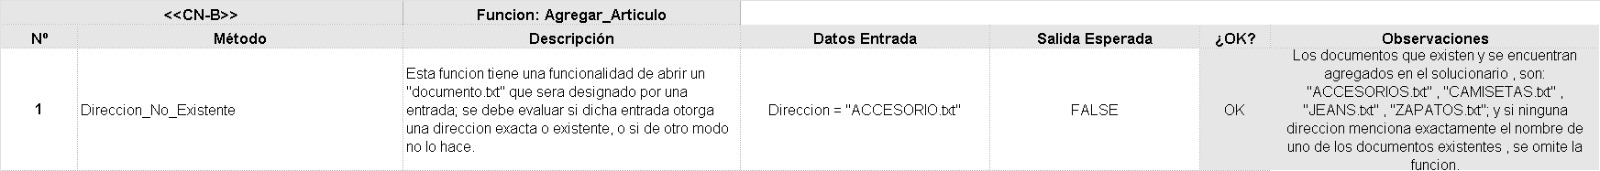 <<CN-B>> Funcion: Agregar_Articulo
Nº Método Descripción Datos Entrada Salida Esperada ¿OK? Observaciones
1
Direccion_No_Existente
Esta funcion tiene una funcionalidad de abrir un
"documento.txt" que sera designado por una
entrada; se debe evaluar si dicha entrada otorga
una direccion exacta o existente, o si de otro modo
no lo hace.
Direccion = "ACCESORIO.txt"
FALSE
OK
Los documentos que existen y se encuentran
agregados en el solucionario , son:
"ACCESORIOS.txt" , "CAMISETAS.txt" ,
"JEANS.txt" , "ZAPATOS.txt"; y si ninguna
direccion menciona exactamente el nombre de
uno de los documentos existentes , se omite la
funcion.